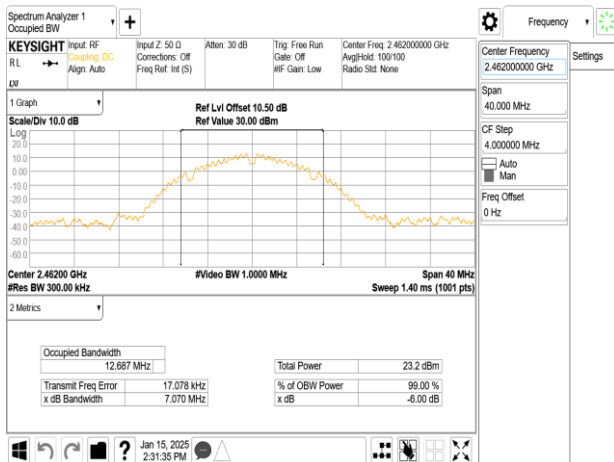 Spectrum Analyzer 1
Occupied BW
Frequency
KEYSIGHT
RL
LXI
Input: RF
Coupling: DC
Align: Auto
Input Z: 50 Ω
Corrections: Off
Freq Ref: Int (S)
Atten: 30 dB
Trig: Free Run
Gate: Off
#IF Gain: Low
Center Freq: 2.462000000 GHz
Avg|Hold: 100/100
Radio Std: None
Center Frequency
2.462000000 GHz
Settings
Span
40.000 MHz
CF Step
4.000000 MHz
Auto
Man
Freq Offset
0 Hz
1 Graph
Scale/Div 10.0 dB
Ref Lvl Offset 10.50 dB
Ref Value 30.00 dBm
Log
20.0
10.0
0.00
-10.0
-20.0
-30.0
-40.0
-50.0
-60.0
Center 2.46200 GHz
#Video BW 1.0000 MHz
Span 40 MHz
#Res BW 300.00 kHz
Sweep 1.40 ms (1001 pts)
2 Metrics
Occupied Bandwidth
12.687 MHz
Total Power 23.2 dBm
Transmit Freq Error 17.078 kHz
% of OBW Power 99.00 %
x dB Bandwidth 7.070 MHz
x dB -6.00 dB
?
Jan 15, 2025
2:31:35 PM